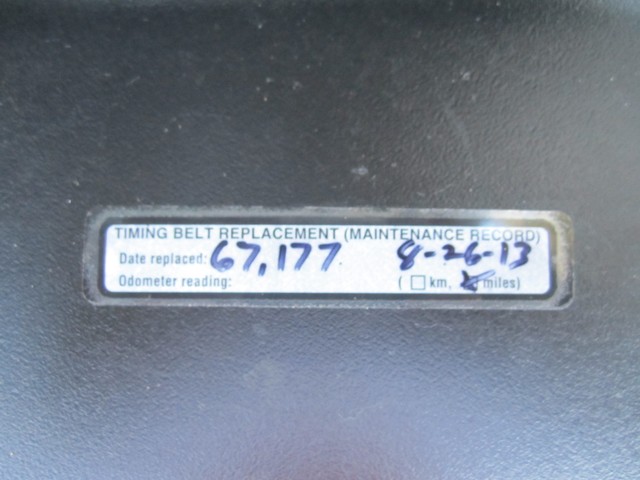 TIMING BELT REPLACEMENT (MAINTENANCE RECORD)
Date replaced: 67,177 8-26-13
Odometer reading: ( □ km, ☒ miles)